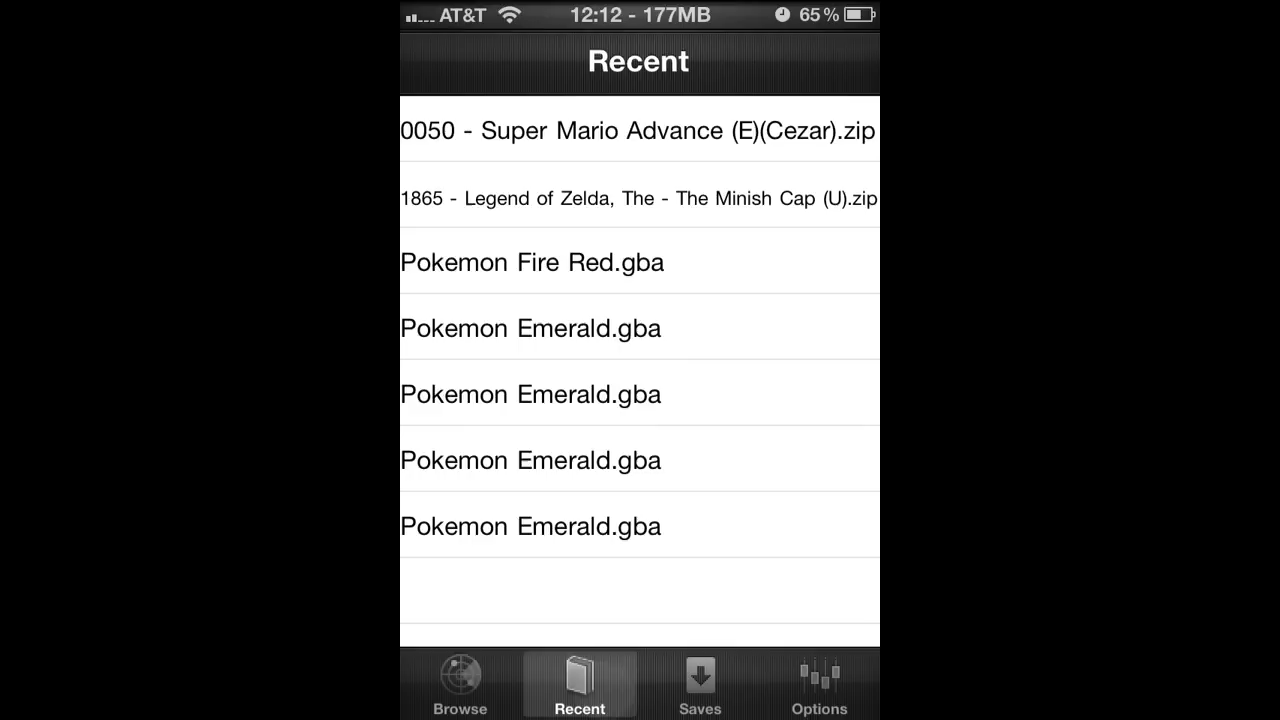 AT&T 12:12 - 177MB 65%
Recent
0050 - Super Mario Advance (E)(Cezar).zip
1865 - Legend of Zelda, The - The Minish Cap (U).zip
Pokemon Fire Red.gba
Pokemon Emerald.gba
Pokemon Emerald.gba
Pokemon Emerald.gba
Pokemon Emerald.gba
Browse Recent Saves Options